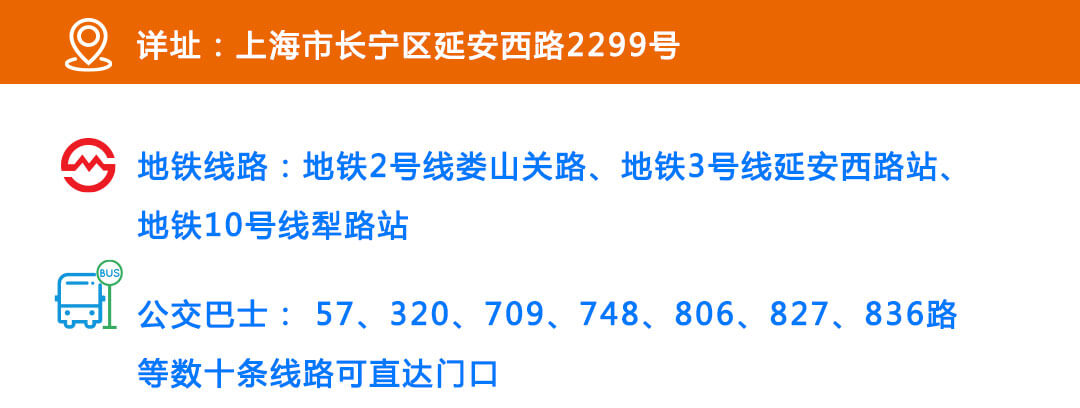 详址：上海市长宁区延安西路2299号
地铁线路：地铁2号线娄山关路、地铁3号线延安西路站、
地铁10号线犁路站
BUS
公交巴士： 57、320、709、748、806、827、836路
等数十条线路可直达门口